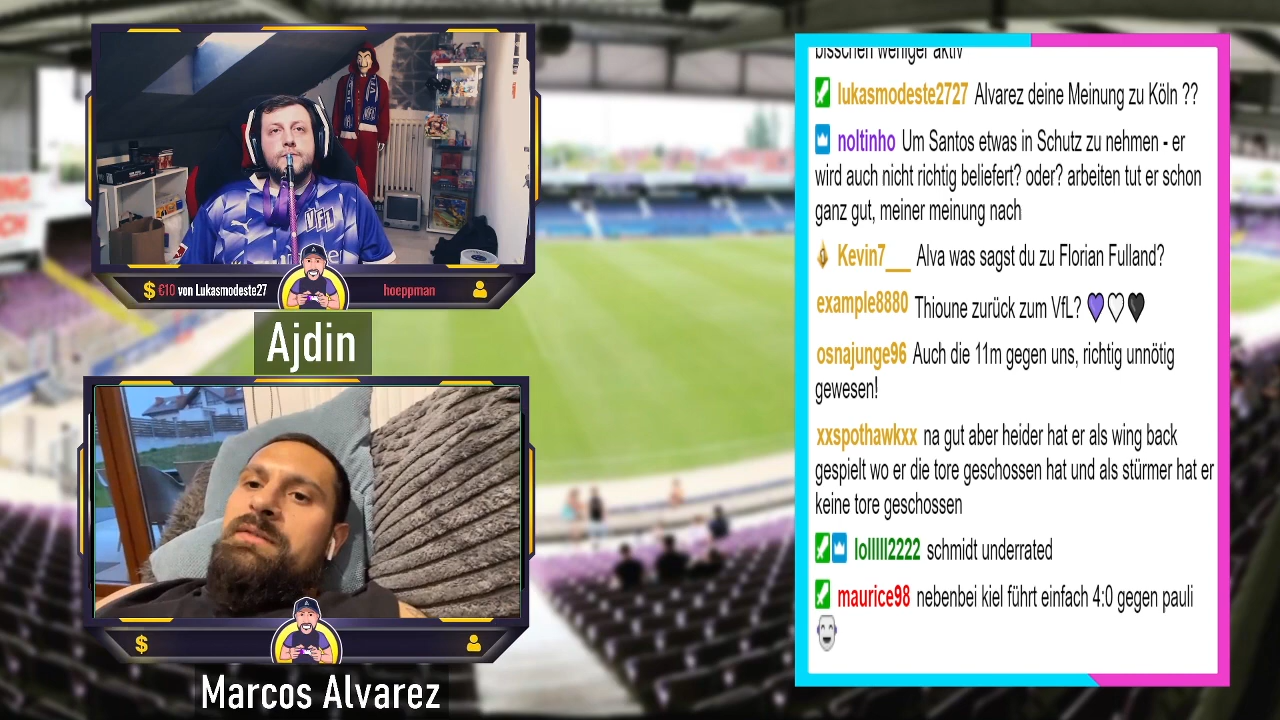 VFL
$ €10 von Lukasmodeste27
hoeppman
Ajdin
$
Marcos Alvarez
bisschen weniger aktiv
lukasmodeste2727 Alvarez deine Meinung zu Köln ??
noltinho Um Santos etwas in Schutz zu nehmen - er
wird auch nicht richtig beliefert? oder? arbeiten tut er schon
ganz gut, meiner meinung nach
Kevin7___ Alva was sagst du zu Florian Fulland?
example8880 Thioune zurück zum VfL? 💜🤍🖤
osnajunge96 Auch die 11m gegen uns, richtig unnötig
gewesen!
xxspothawkxx na gut aber heider hat er als wing back
gespielt wo er die tore geschossen hat und als stürmer hat er
keine tore geschossen
lolllll2222 schmidt underrated
maurice98 nebenbei kiel führt einfach 4:0 gegen pauli